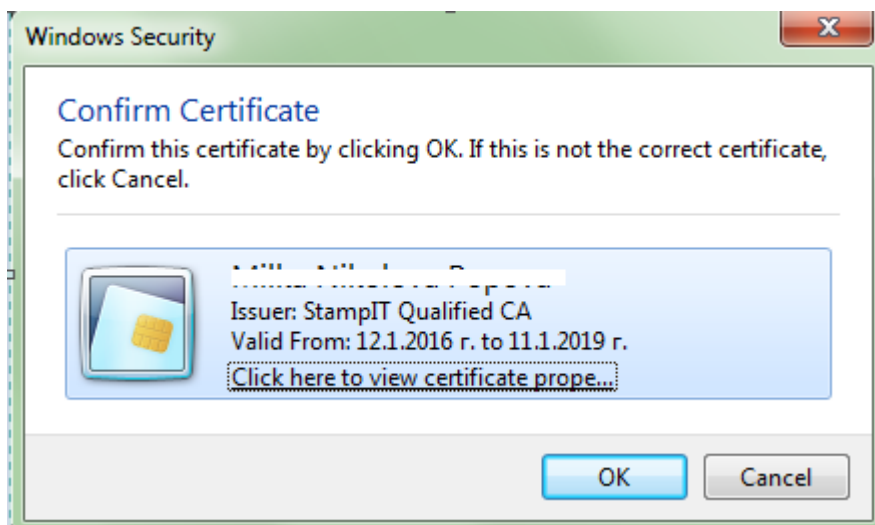 Windows Security
Confirm Certificate
Confirm this certificate by clicking OK. If this is not the correct certificate,
click Cancel.
Issuer: StampIT Qualified CA
Valid From: 12.1.2016 г. to 11.1.2019 г.
Click here to view certificate prope...
OK
Cancel